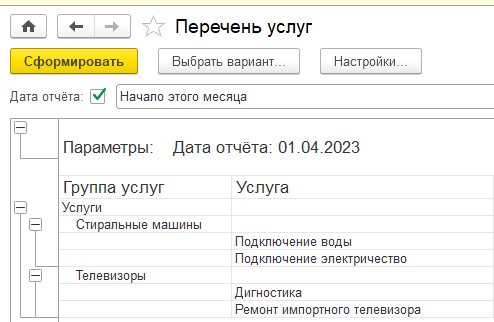 Перечень услуг
Сформировать Выбрать вариант... Настройки...
Дата отчёта: Начало этого месяца
Параметры: Дата отчёта: 01.04.2023
Группа услуг Услуга
Услуги
Стиральные машины
Подключение воды
Подключение электричество
Телевизоры
Дигностика
Ремонт импортного телевизора